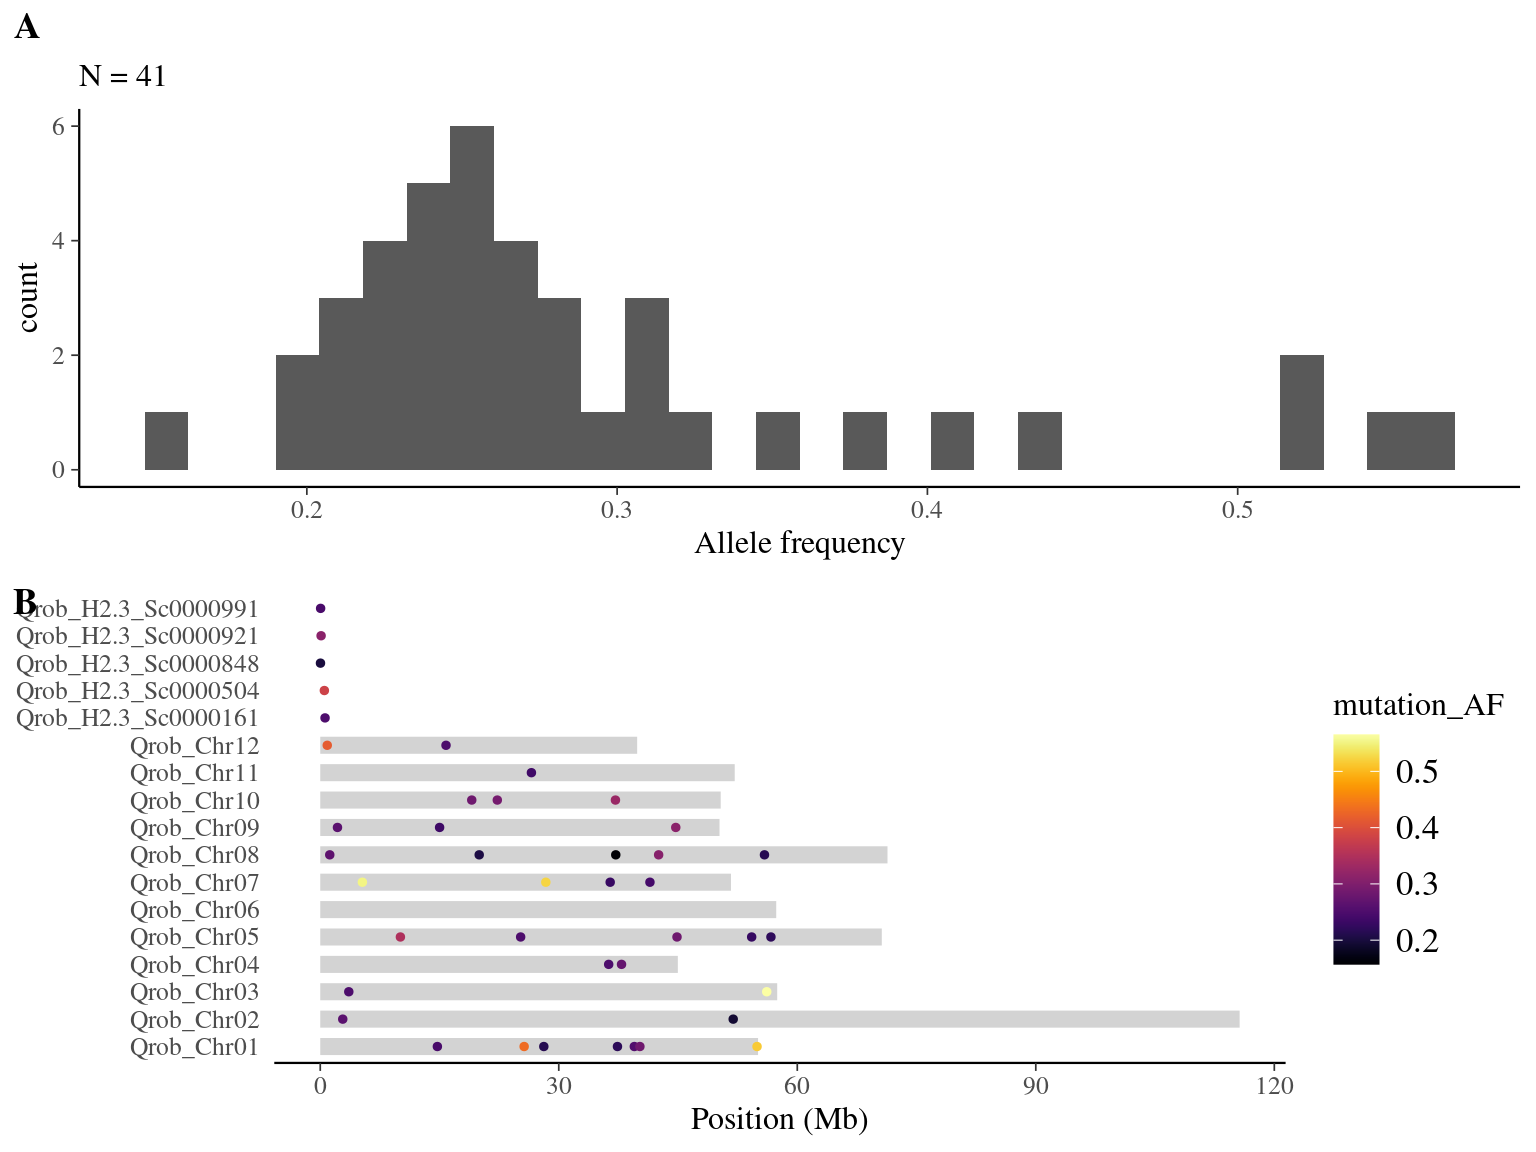 A
N = 41
6
4
2
0
count
0.2
0.3
0.4
0.5
Allele frequency
B
Qrob_H2.3_Sc0000991
Qrob_H2.3_Sc0000921
Qrob_H2.3_Sc0000848
Qrob_H2.3_Sc0000504
Qrob_H2.3_Sc0000161
Qrob_Chr12
Qrob_Chr11
Qrob_Chr10
Qrob_Chr09
Qrob_Chr08
Qrob_Chr07
Qrob_Chr06
Qrob_Chr05
Qrob_Chr04
Qrob_Chr03
Qrob_Chr02
Qrob_Chr01
0
30
60
90
120
Position (Mb)
mutation_AF
0.5
0.4
0.3
0.2